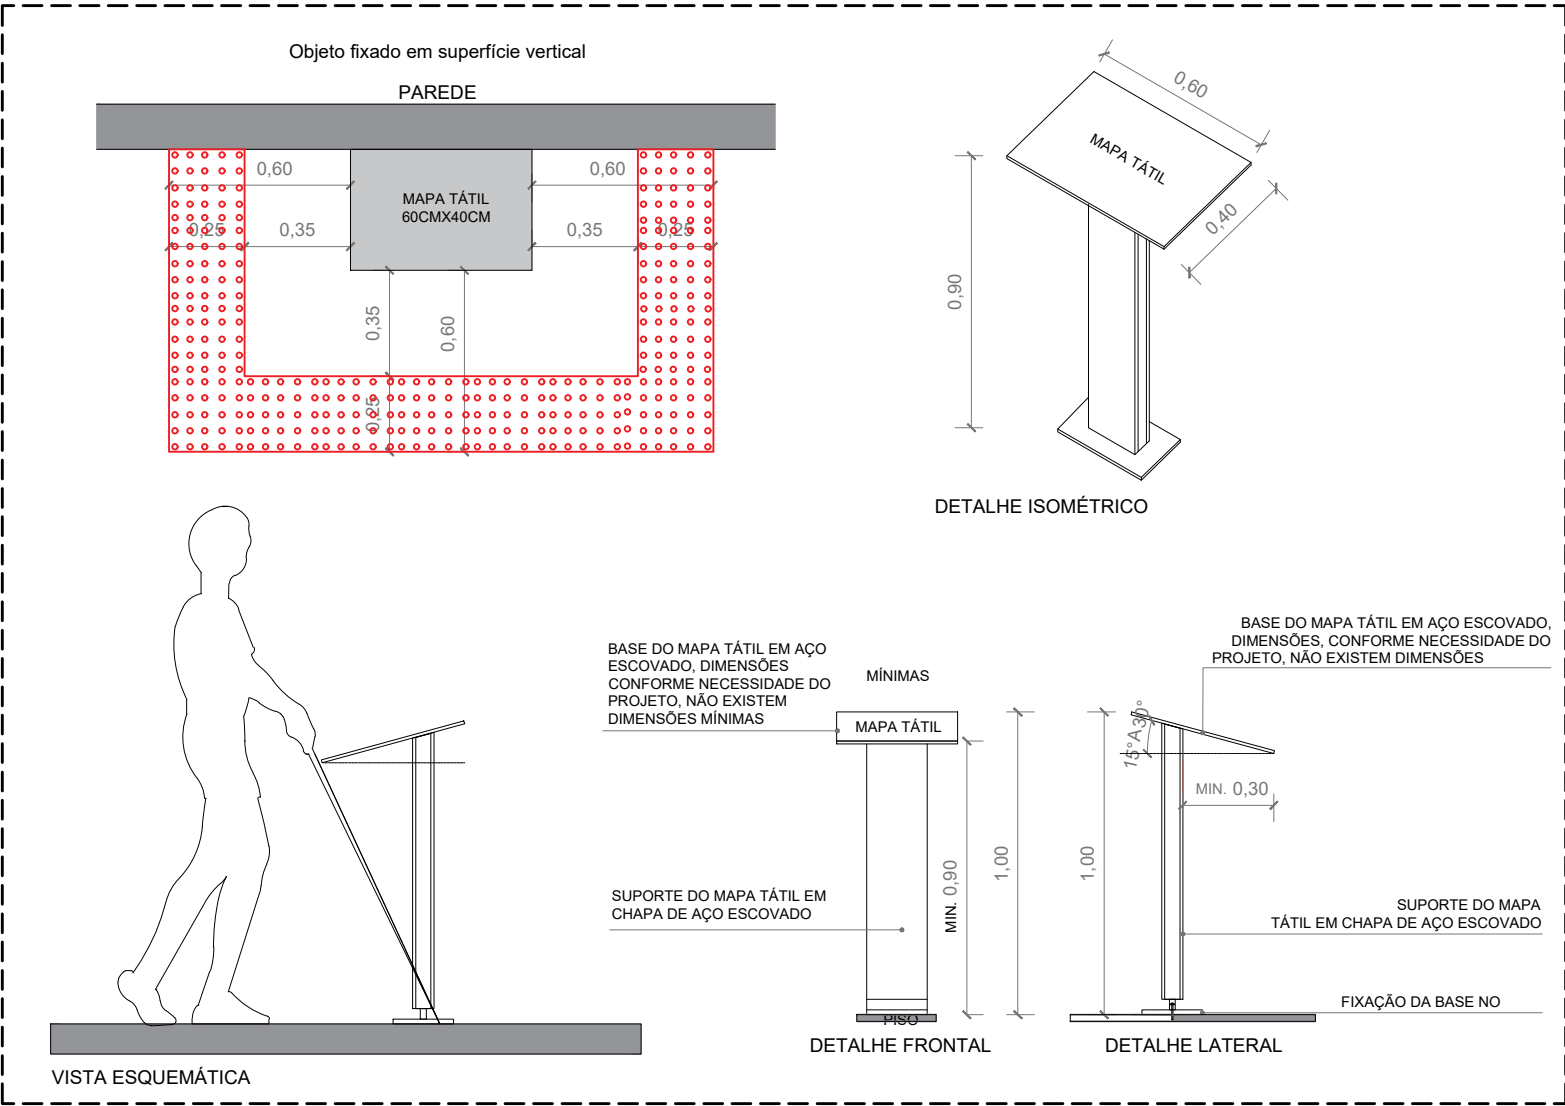 Objeto fixado em superfície vertical
PAREDE
0,60
0,60
MAPA TÁTIL
60CMX40CM
0,25
0,35
0,35
0,25
0,35
0,60
0,25
0,60
MAPA TÁTIL
0,40
0,90
DETALHE ISOMÉTRICO
VISTA ESQUEMÁTICA
BASE DO MAPA TÁTIL EM AÇO
ESCOVADO, DIMENSÕES
CONFORME NECESSIDADE DO
PROJETO, NÃO EXISTEM
DIMENSÕES MÍNIMAS
MÍNIMAS
MAPA TÁTIL
SUPORTE DO MAPA TÁTIL EM
CHAPA DE AÇO ESCOVADO
MIN. 0,90
1,00
PISO
DETALHE FRONTAL
BASE DO MAPA TÁTIL EM AÇO ESCOVADO,
DIMENSÕES, CONFORME NECESSIDADE DO
PROJETO, NÃO EXISTEM DIMENSÕES
15°A30°
MIN. 0,30
1,00
SUPORTE DO MAPA
TÁTIL EM CHAPA DE AÇO ESCOVADO
FIXAÇÃO DA BASE NO
DETALHE LATERAL